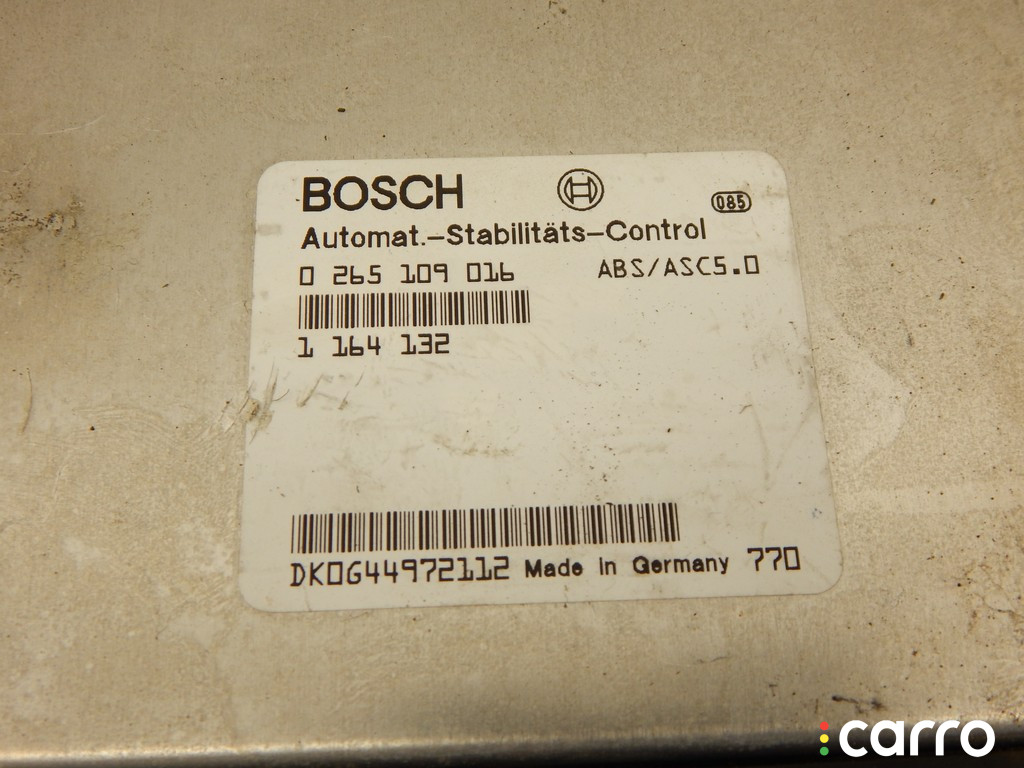 BOSCH
085
Automat.-Stabilitäts-Control
0 265 109 016 ABS/ASC5.0
1 164 132
DK0G44972112 Made in Germany 770
carro